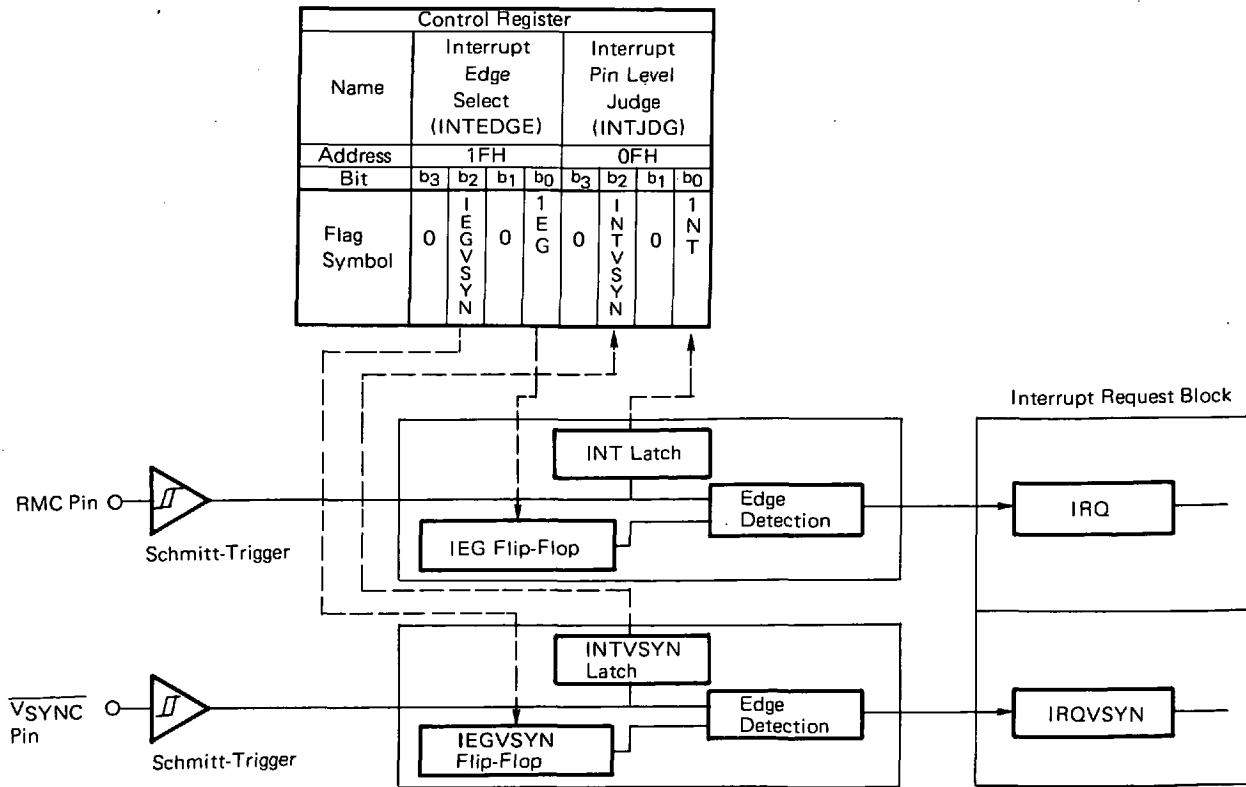 Control Register
Name
Interrupt
Edge
Select
(INTEDGE)
Interrupt
Pin Level
Judge
(INTJDG)
Address 1FH 0FH
Bit b3 b2 b1 b0 b3 b2 b1 b0
Flag
Symbol
0 IEGVSYN 0 1EG 0 INTVSYN 0 1NT
Interrupt Request Block
INT Latch
RMC Pin
Schmitt-Trigger
IEG Flip-Flop
Edge
Detection
IRQ
INTVSYN
Latch
VSYNC
Pin
Schmitt-Trigger
IEGVSYN
Flip-Flop
Edge
Detection
IRQVSYN